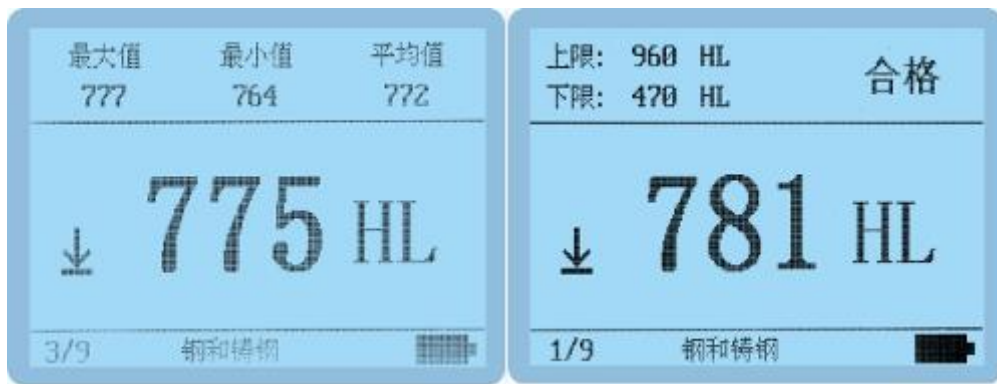 最大值 最小值 平均值
777 764 772
775 HL
3/9 钢和铸钢
上限: 960 HL
下限: 470 HL
合格
781 HL
1/9 钢和铸钢